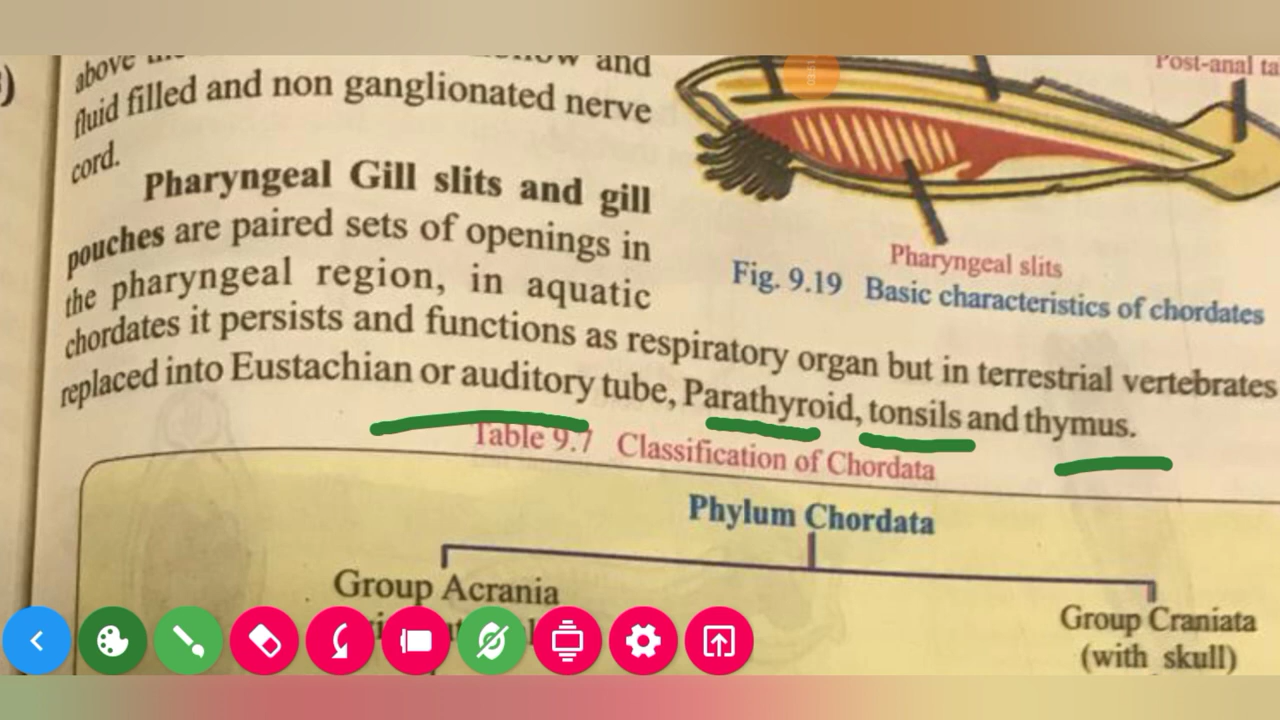 above
and
fluid filled and non ganglionated nerve
cord.
Pharyngeal Gill slits and gill
pouches are paired sets of openings in
the pharyngeal region, in aquatic
chordates it persists and functions as respiratory organ but in terrestrial vertebrates
replaced into Eustachian or auditory tube, Parathyroid, tonsils and thymus.
Post-anal ta
Pharyngeal slits
Fig. 9.19 Basic characteristics of chordates
Table 9.7 Classification of Chordata
Phylum Chordata
Group Acrania
Group Craniata
(with skull)